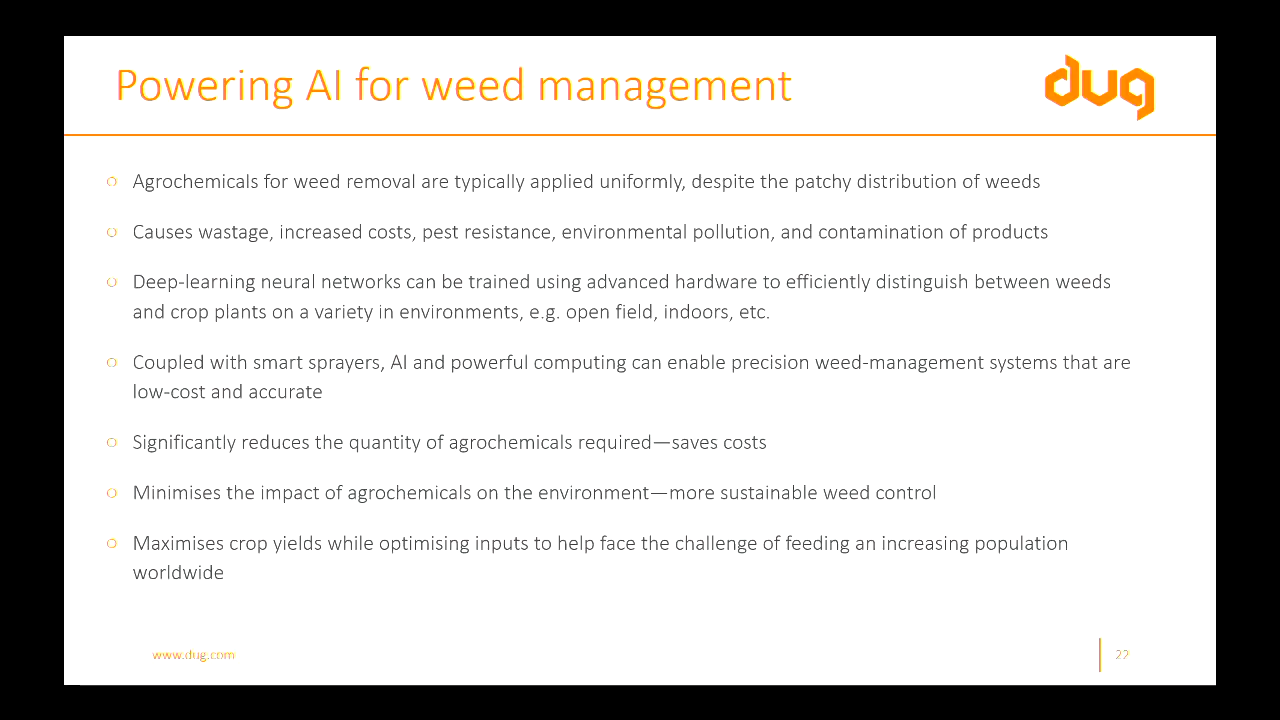 Powering AI for weed management
dug
○ Agrochemicals for weed removal are typically applied uniformly, despite the patchy distribution of weeds
○ Causes wastage, increased costs, pest resistance, environmental pollution, and contamination of products
○ Deep-learning neural networks can be trained using advanced hardware to efficiently distinguish between weeds
and crop plants on a variety in environments, e.g. open field, indoors, etc.
○ Coupled with smart sprayers, AI and powerful computing can enable precision weed-management systems that are
low-cost and accurate
○ Significantly reduces the quantity of agrochemicals required—saves costs
○ Minimises the impact of agrochemicals on the environment—more sustainable weed control
○ Maximises crop yields while optimising inputs to help face the challenge of feeding an increasing population
worldwide
www.dug.com
22